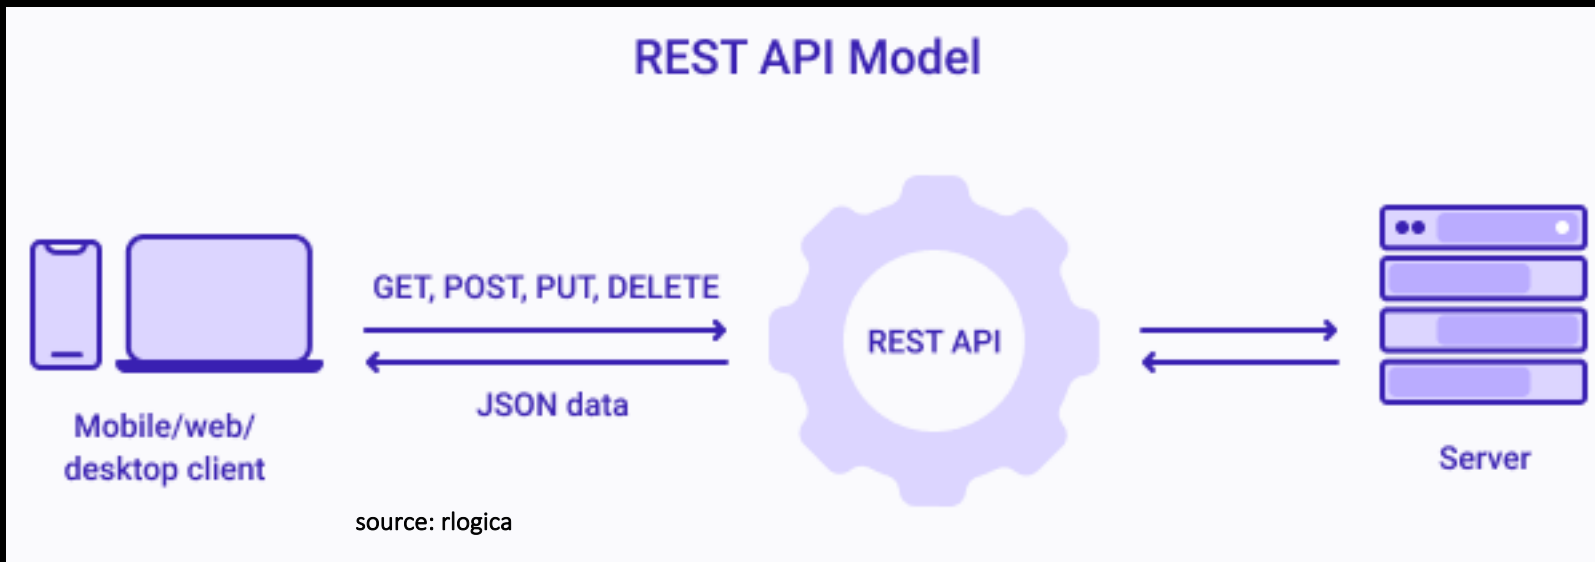 REST API Model
GET, POST, PUT, DELETE
REST API
JSON data
Mobile/web/
desktop client
Server
source: rlogica